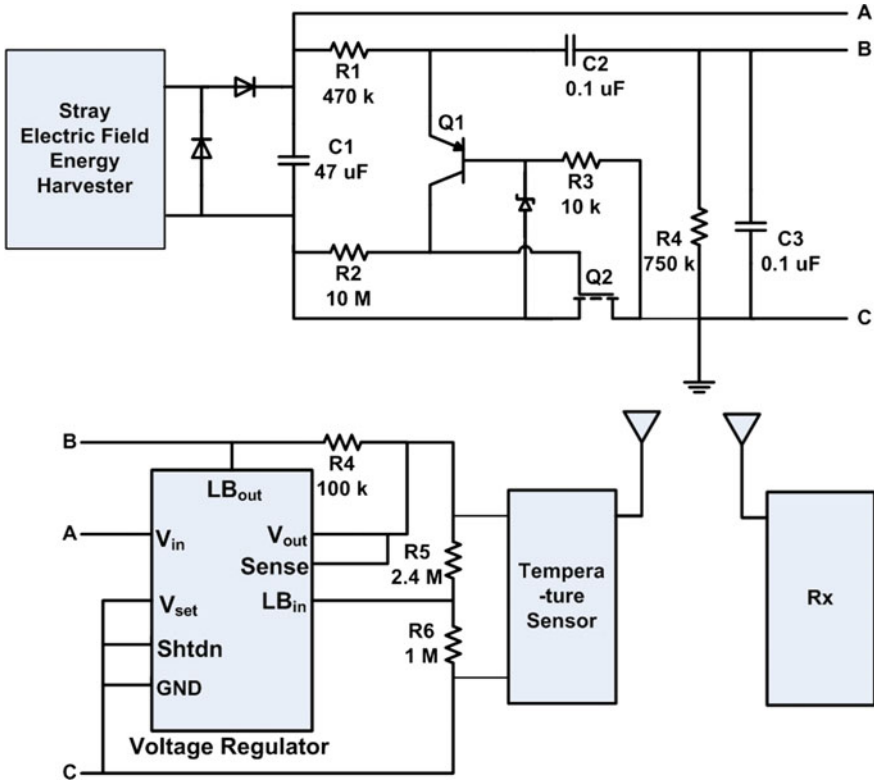 A
B
R1
470 k
C2
0.1 uF
Stray
Electric Field
Energy
Harvester
Q1
C1
47 uF
R3
10 k
R4
750 k
C3
0.1 uF
R2
10 M
Q2
C
B
R4
100 k
LBout
A
Vin
Vout
Sense
R5
2.4 M
Tempera
-ture
Sensor
Rx
Vset
LBin
Shtdn
R6
1 M
GND
Voltage Regulator
C